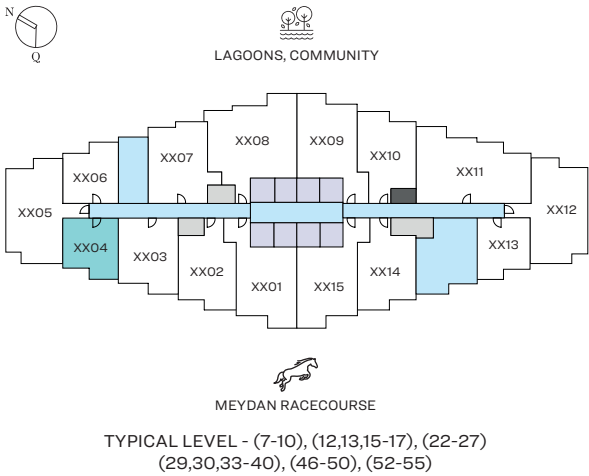 N
Q
LAGOONS, COMMUNITY
XX08
XX09
XX07
XX10
XX06
XX11
XX05
XX12
XX04
XX03
XX13
XX02
XX14
XX01
XX15
MEYDAN RACECOURSE
TYPICAL LEVEL - (7-10), (12,13,15-17), (22-27)
(29,30,33-40), (46-50), (52-55)